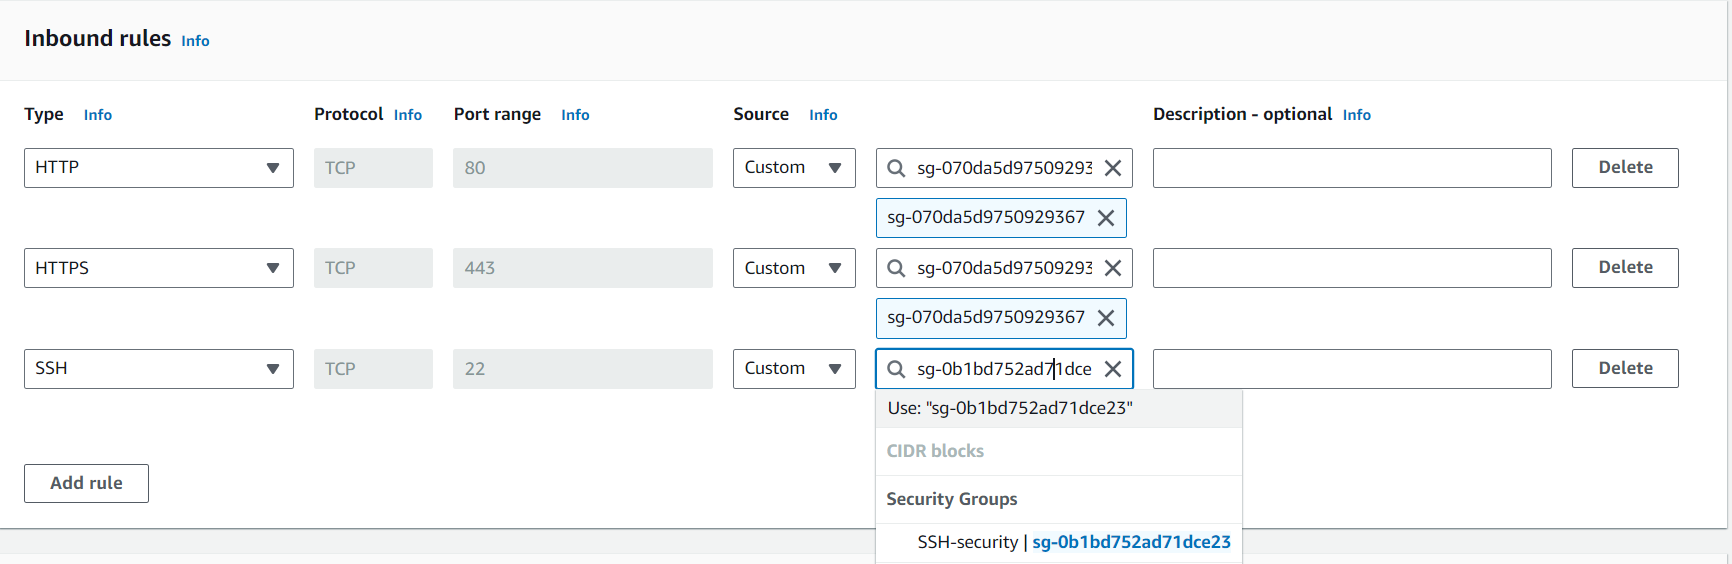 Inbound rules Info
Type Info Protocol Info Port range Info Source Info Description - optional Info
HTTP TCP 80 Custom sg-070da5d97509293 Delete
sg-070da5d9750929367
HTTPS TCP 443 Custom sg-070da5d97509293 Delete
sg-070da5d9750929367
SSH TCP 22 Custom sg-0b1bd752ad71dce Delete
Use: "sg-0b1bd752ad71dce23"
CIDR blocks
Add rule
Security Groups
SSH-security | sg-0b1bd752ad71dce23